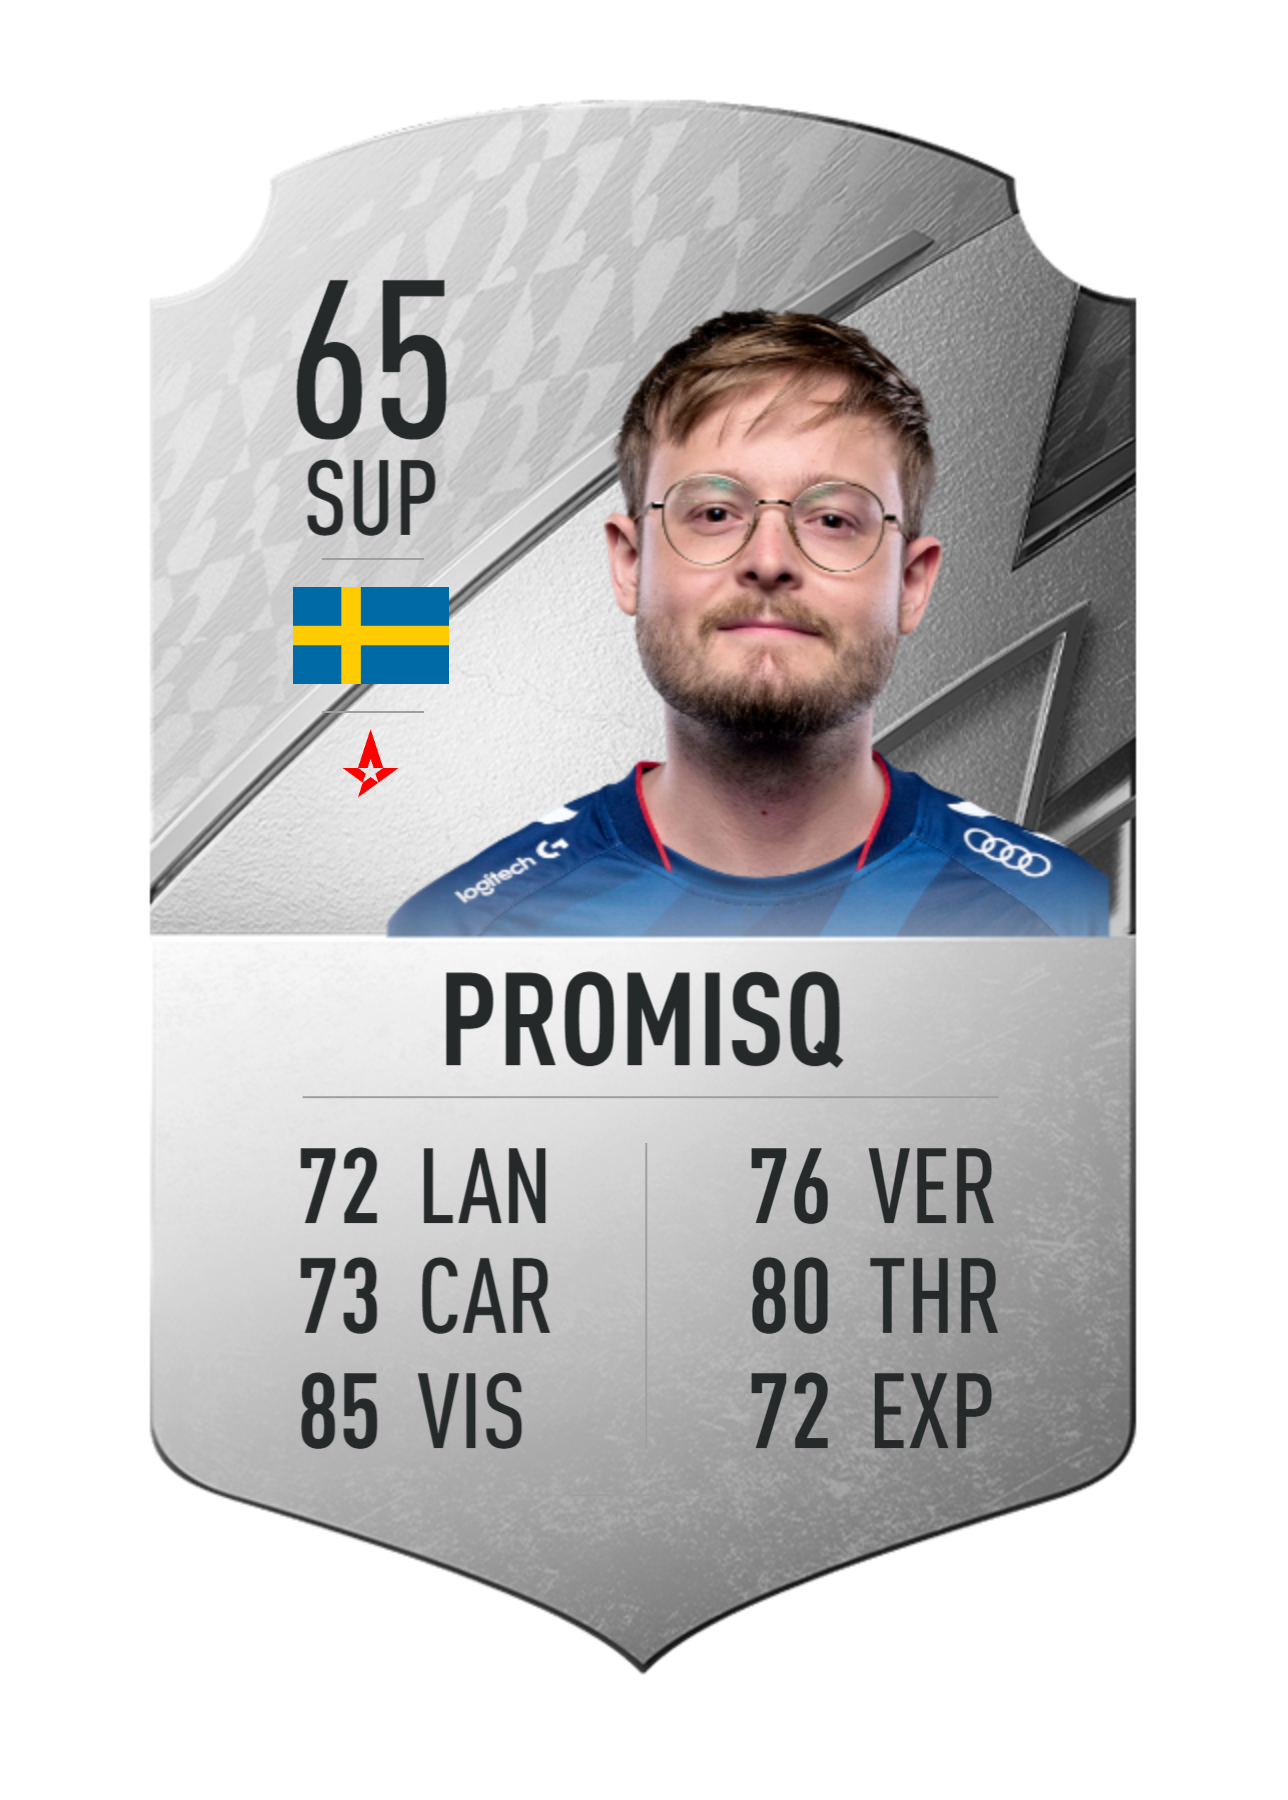 65
SUP
logitech G
PROMISQ
72 LAN 76 VER
73 CAR 80 THR
85 VIS 72 EXP